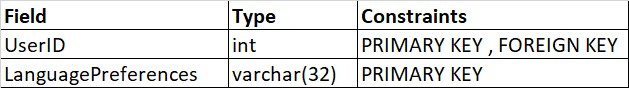 Field Type Constraints
UserID int PRIMARY KEY , FOREIGN KEY
LanguagePreferences varchar(32) PRIMARY KEY